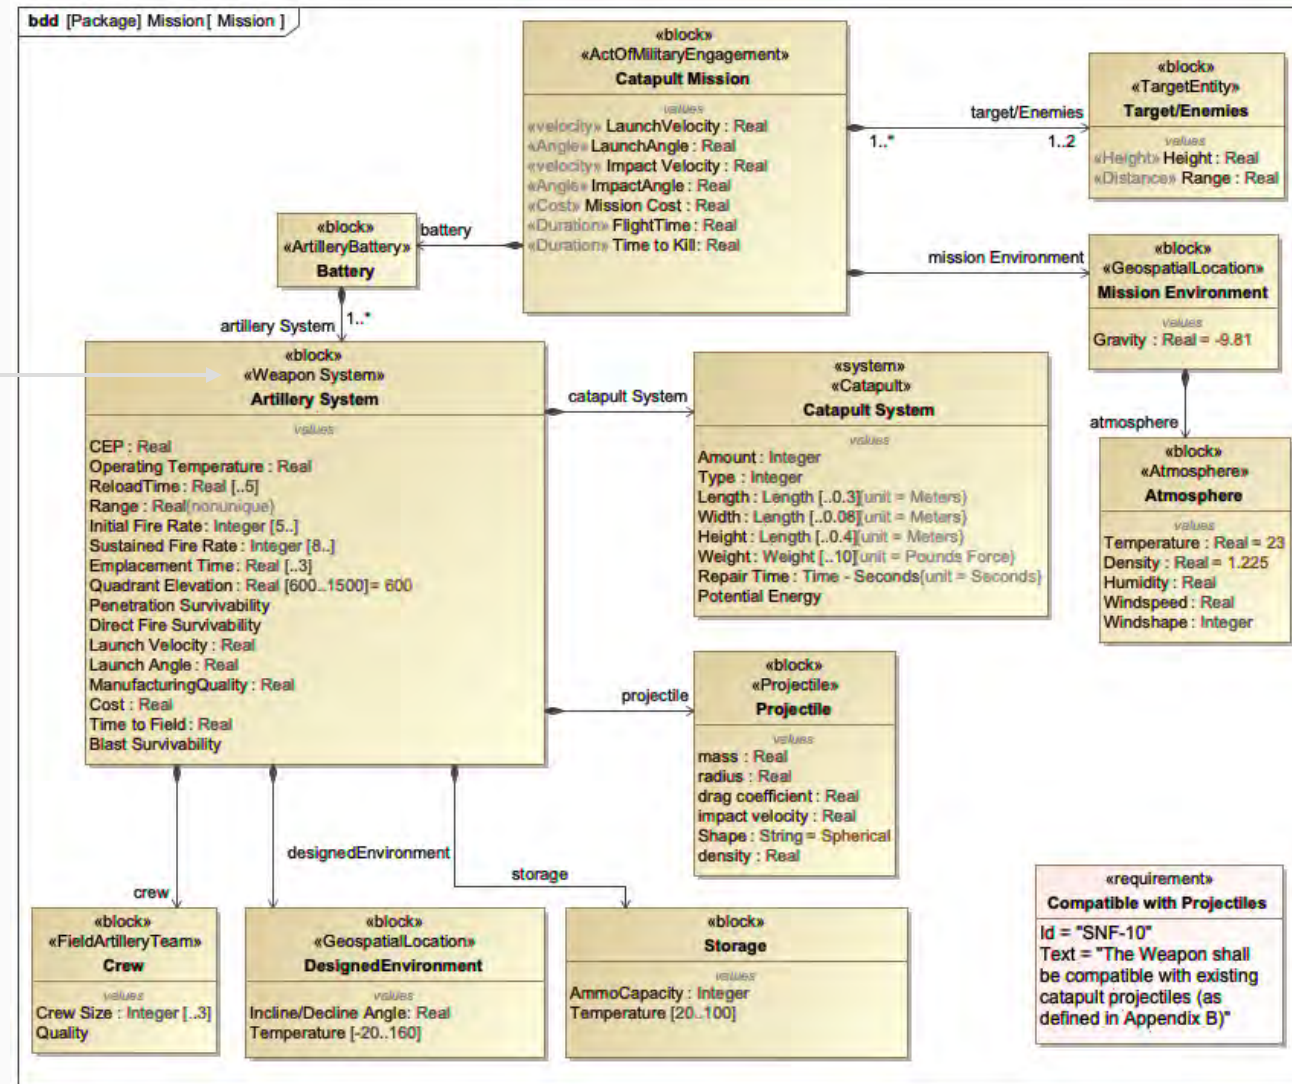 bdd [Package] Mission[ Mission ]
«block»
«ActOfMilitaryEngagement»
Catapult Mission
values
«velocity» LaunchVelocity : Real
«Angle» LaunchAngle : Real
«velocity» Impact Velocity : Real
«Angle» ImpactAngle : Real
«Cost» Mission Cost : Real
«Duration» FlightTime : Real
«Duration» Time to Kill: Real
target/Enemies
1..*
1..2
«block»
«TargetEntity»
Target/Enemies
values
«Height» Height : Real
«Distance» Range : Real
battery
«block»
«ArtilleryBattery»
Battery
mission Environment
«block»
«GeospatialLocation»
Mission Environment
values
Gravity : Real = -9.81
artillery System
1..*
«block»
«Weapon System»
Artillery System
values
CEP : Real
Operating Temperature : Real
ReloadTime : Real [..5]
Range : Real{nonunique}
Initial Fire Rate : Integer [5..]
Sustained Fire Rate : Integer [8..]
Emplacement Time : Real [..3]
Quadrant Elevation : Real [600...1500]= 600
Penetration Survivability
Direct Fire Survivability
Launch Velocity : Real
Launch Angle : Real
ManufacturingQuality : Real
Cost : Real
Time to Field : Real
Blast Survivability
catapult System
«system»
«Catapult»
Catapult System
values
Amount : Integer
Type : Integer
Length : Length [..0.3]{unit = Meters}
Width : Length [..0.08]{unit = Meters}
Height : Length [..0.4]{unit = Meters}
Weight : Weight [..10]{unit = Pounds Force}
Repair Time : Time - Seconds{unit = Seconds}
Potential Energy
atmosphere
«block»
«Atmosphere»
Atmosphere
values
Temperature : Real = 23
Density : Real = 1.225
Humidity : Real
Windspeed : Real
Windshape : Integer
projectile
«block»
«Projectile»
Projectile
values
mass : Real
radius : Real
drag coefficient : Real
impact velocity : Real
Shape : String = Spherical
density : Real
crew
designedEnvironment
storage
«block»
«FieldArtilleryTeam»
Crew
values
Crew Size : Integer [..3]
Quality
«block»
«GeospatialLocation»
DesignedEnvironment
values
Incline/Decline Angle: Real
Temperature [-20..160]
«block»
Storage
values
AmmoCapacity : Integer
Temperature [20..100]
«requirement»
Compatible with Projectiles
Id = "SNF-10"
Text = "The Weapon shall
be compatible with existing
catapult projectiles (as
defined in Appendix B)"